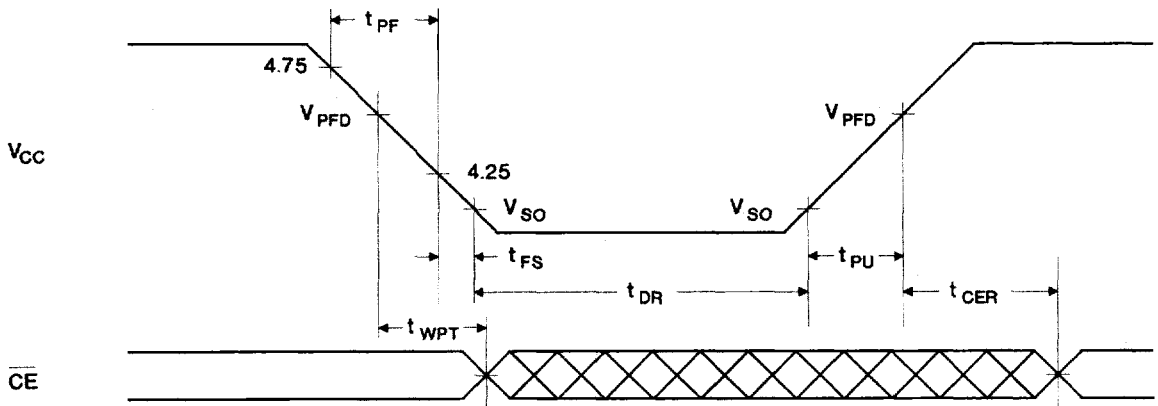 t PF
4.75
V PFD
V PFD
V CC
4.25
V SO
V SO
t FS
t PU
t DR
t CER
t WPT
CE